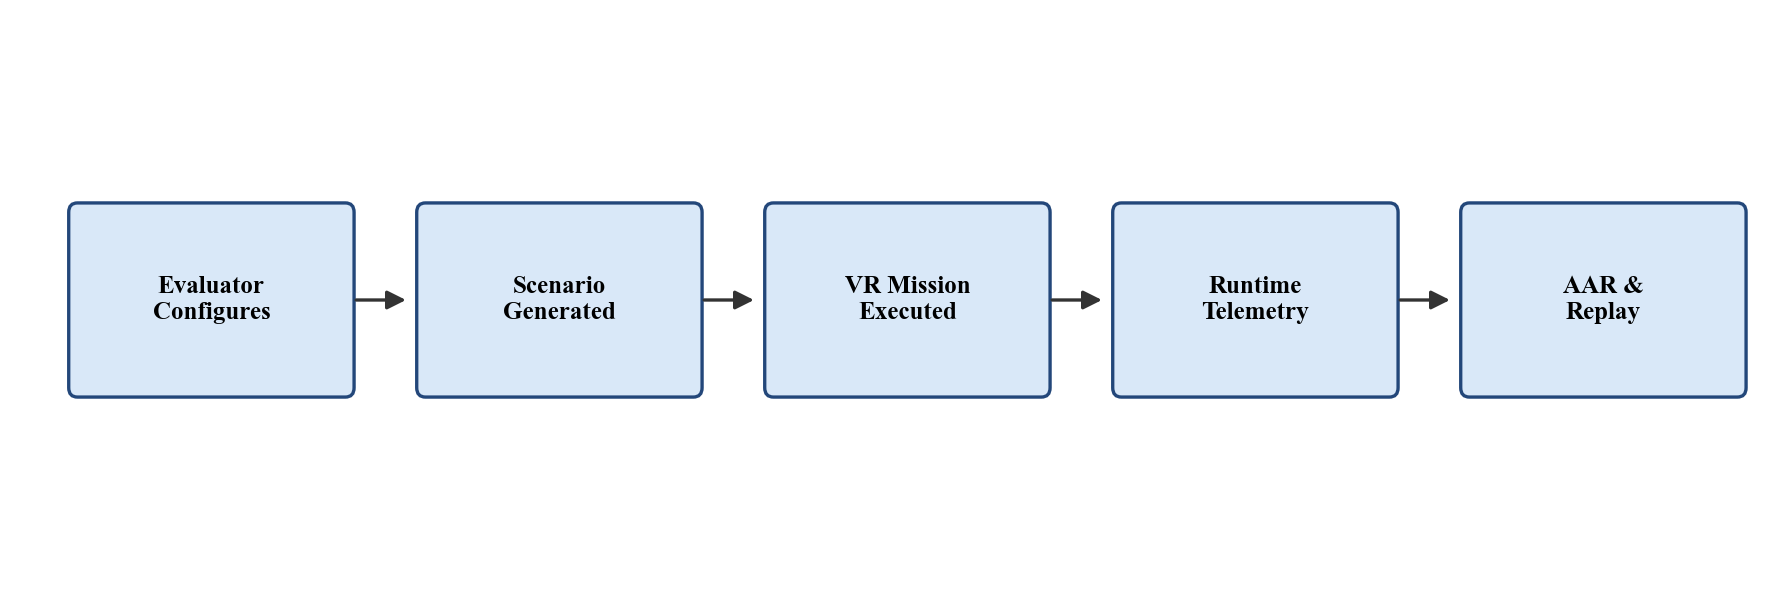 Evaluator
Configures
Scenario
Generated
VR Mission
Executed
Runtime
Telemetry
AAR &
Replay